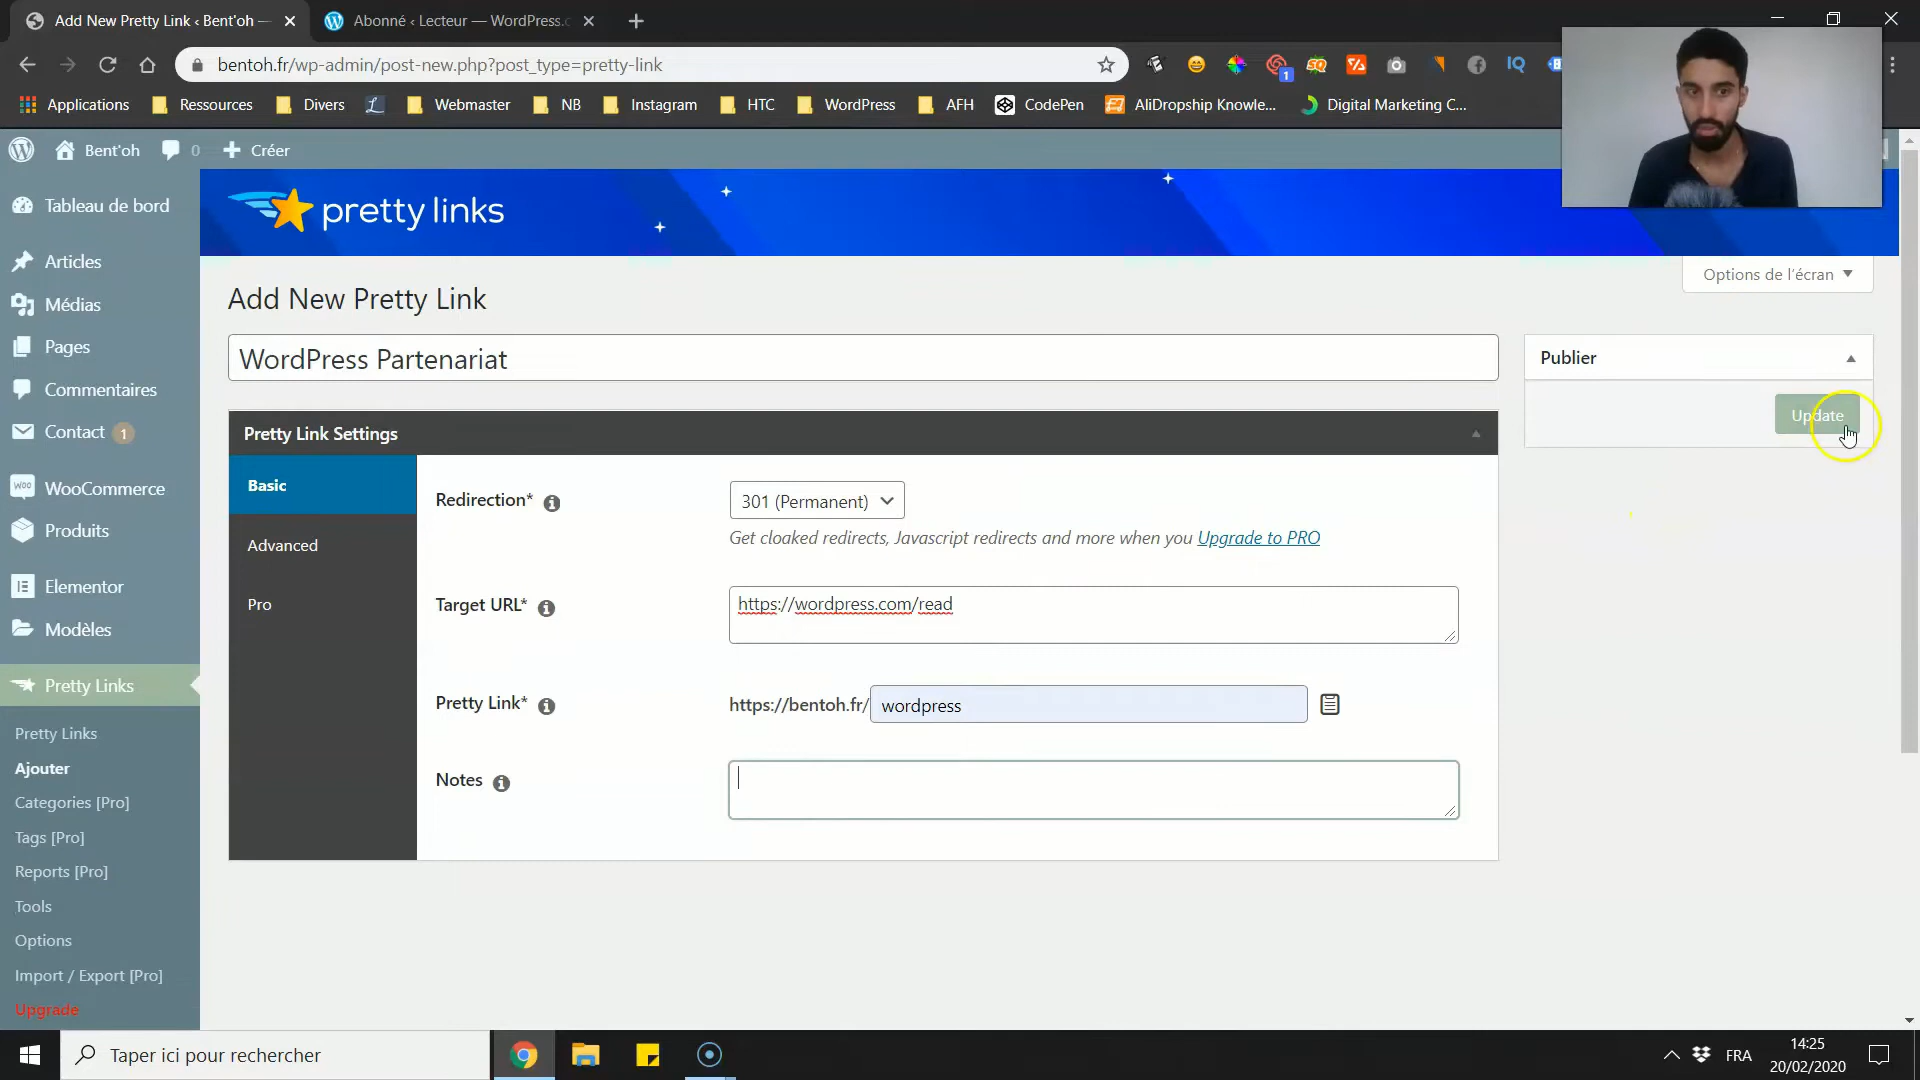 Add New Pretty Link ‹ Bent'oh —
Abonné ‹ Lecteur — WordPress.c
bentoh.fr/wp-admin/post-new.php?post_type=pretty-link
1
SQ
IQ
Applications
Ressources
Divers
Webmaster
NB
Instagram
HTC
WordPress
AFH
CodePen
AliDropship Knowle...
Digital Marketing C...
Bent'oh
0
Créer
Tableau de bord
Articles
Médias
Pages
Commentaires
Contact 1
WooCommerce
Produits
Elementor
Modèles
Pretty Links
Pretty Links
Ajouter
Categories [Pro]
Tags [Pro]
Reports [Pro]
Tools
Options
Import / Export [Pro]
Upgrade
pretty links
Options de l'écran
Add New Pretty Link
WordPress Partenariat
Publier
Update
Pretty Link Settings
Basic
Advanced
Pro
Redirection*
301 (Permanent)
Get cloaked redirects, Javascript redirects and more when you Upgrade to PRO
Target URL*
https://wordpress.com/read
Pretty Link*
https://bentoh.fr/
wordpress
Notes
Taper ici pour rechercher
FRA
14:25
20/02/2020